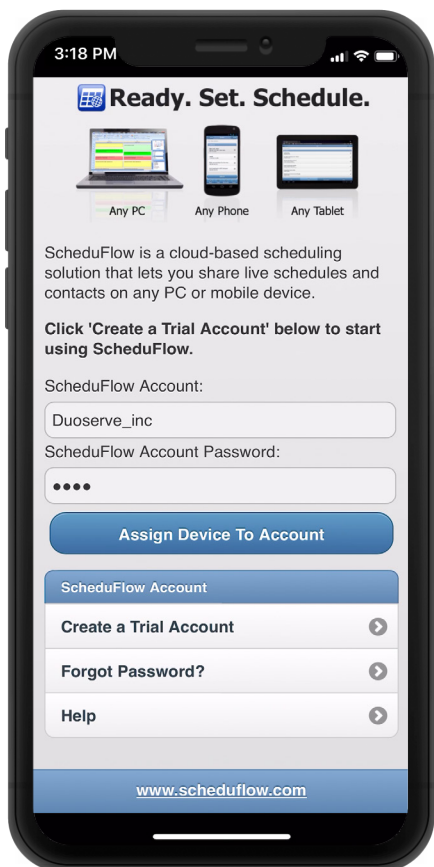 3:18 PM
Ready. Set. Schedule.
Any PC Any Phone Any Tablet
ScheduFlow is a cloud-based scheduling
solution that lets you share live schedules and
contacts on any PC or mobile device.
Click 'Create a Trial Account' below to start
using ScheduFlow.
ScheduFlow Account:
Duoserve_inc
ScheduFlow Account Password:
••••
Assign Device To Account
ScheduFlow Account
Create a Trial Account
Forgot Password?
Help
www.scheduflow.com